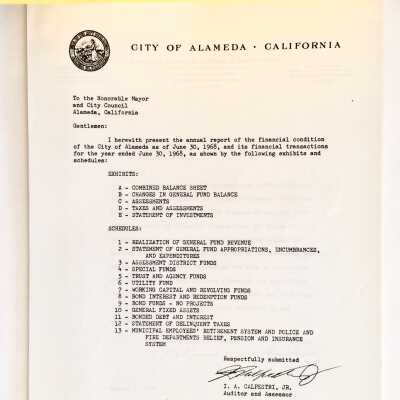 CITY OF ALAMEDA · CALIFORNIA
To the Honorable Mayor
and City Council
Alameda, California
Gentlemen:
I herewith present the annual report of the financial condition
of the City of Alameda as of June 30, 1968, and its financial transactions
for the year ended June 30, 1968, as shown by the following exhibits and
schedules:
EXHIBITS:
A - COMBINED BALANCE SHEET
B - CHANGES IN GENERAL FUND BALANCE
C - ASSESSMENTS
D - TAXES AND ASSESSMENTS
E - STATEMENT OF INVESTMENTS
SCHEDULES:
1 - REALIZATION OF GENERAL FUND REVENUE
2 - STATEMENT OF GENERAL FUND APPROPRIATIONS, ENCUMBRANCES,
AND EXPENDITURES
3 - ASSESSMENT DISTRICT FUNDS
4 - SPECIAL FUNDS
5 - TRUST AND AGENCY FUNDS
6 - UTILITY FUND
7 - WORKING CAPITAL AND REVOLVING FUNDS
8 - BOND INTEREST AND REDEMPTION FUNDS
9 - BOND FUNDS - NO PROJECTS
10 - GENERAL FIXED ASSETS
11 - BONDED DEBT AND INTEREST
12 - STATEMENT OF DELINQUENT TAXES
13 - MUNICIPAL EMPLOYEES' RETIREMENT SYSTEM AND POLICE AND
FIRE DEPARTMENTS RELIEF, PENSION AND INSURANCE
SYSTEM
Respectfully submitted
I. A. CALPESTRI, JR.
Auditor and Assessor